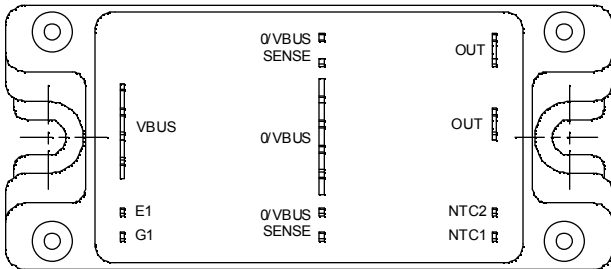 0/VBUS
SENSE
OUT
VBUS
0/VBUS
OUT
E1
G1
0/VBUS
SENSE
NTC2
NTC1